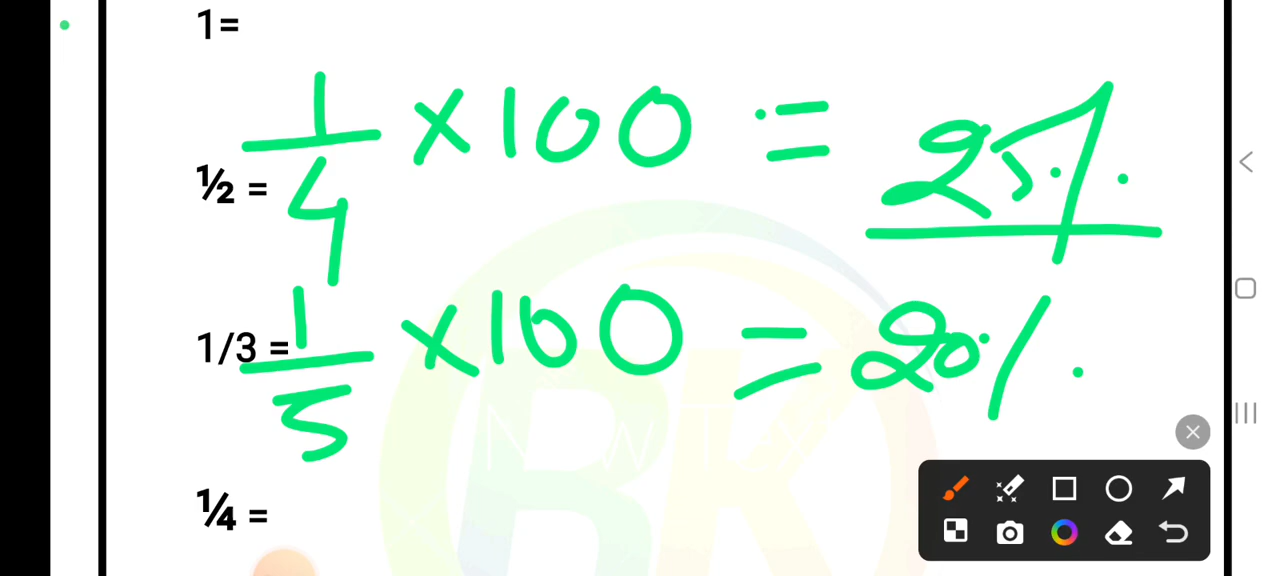 1=
1/4 ×100 = 25%
½ =
1/5 ×100 = 20%
1/3 =
¼ =